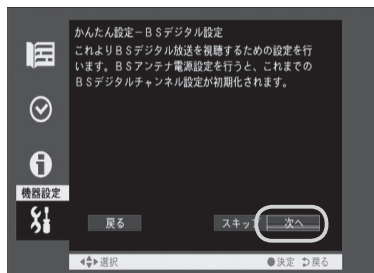 かんたん設定－ＢＳデジタル設定
これよりＢＳデジタル放送を視聴するための設定を行
います。ＢＳアンテナ電源設定を行うと、これまでの
ＢＳデジタルチャンネル設定が初期化されます。
機器設定
戻る
スキップ
次へ
選択
●決定
戻る